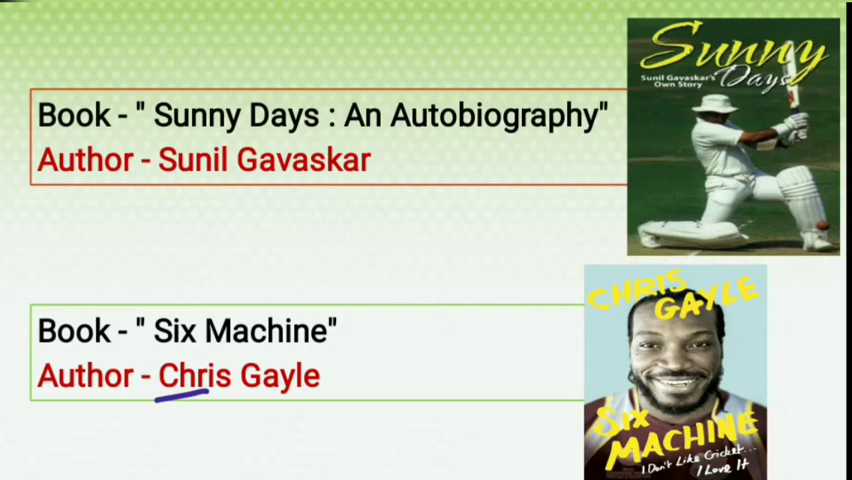 Sunny
Days
Sunil Gavaskar's
Own Story
Book - " Sunny Days : An Autobiography"
Author - Sunil Gavaskar
CHRIS
GAYLE
Book - " Six Machine"
Author - Chris Gayle
SIX
MACHINE
I DON'T LIKE CRICKET...
I LOVE IT